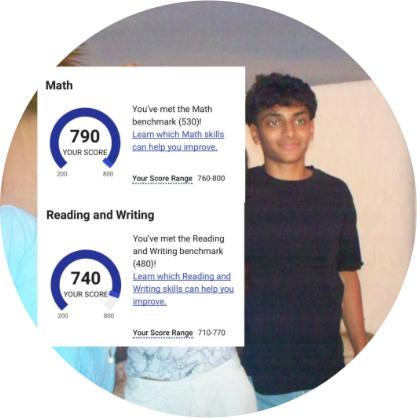 Math
790
YOUR SCORE
200
800
You've met the Math
benchmark (530)!
Learn which Math skills
can help you improve.
Your Score Range 760-800
Reading and Writing
740
YOUR SCORE
200
800
You've met the Reading
and Writing benchmark
(480)!
Learn which Reading and
Writing skills can help you
improve.
Your Score Range 710-770